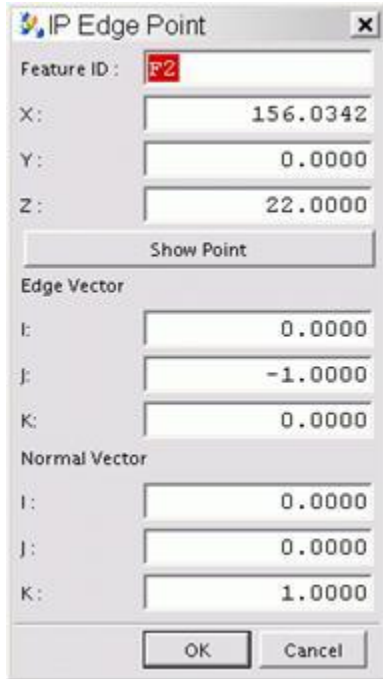 IP Edge Point
Feature ID : F2
X: 156.0342
Y: 0.0000
Z: 22.0000
Show Point
Edge Vector
I: 0.0000
J: -1.0000
K: 0.0000
Normal Vector
I: 0.0000
J: 0.0000
K: 1.0000
OK Cancel